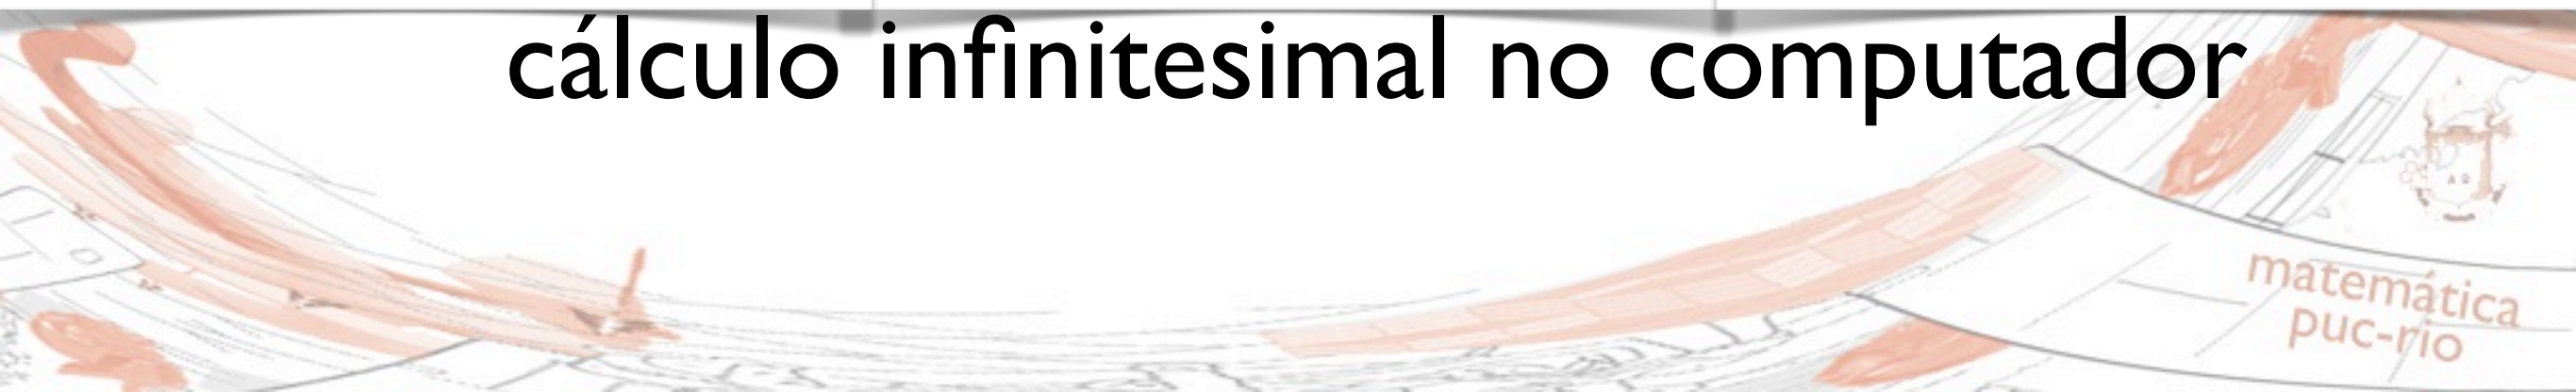 cálculo infinitesimal no computador
matemática
puc-rio